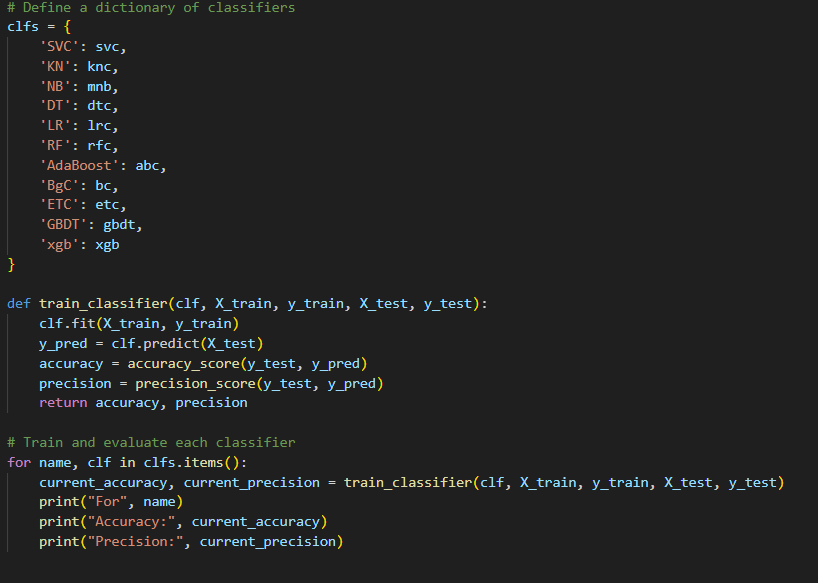 # Define a dictionary of classifiers
clfs = {
    'SVC': svc,
    'KN': knc,
    'NB': mnb,
    'DT': dtc,
    'LR': lrc,
    'RF': rfc,
    'AdaBoost': abc,
    'BgC': bc,
    'ETC': etc,
    'GBDT': gbdt,
    'xgb': xgb
}
def train_classifier(clf, X_train, y_train, X_test, y_test):
    clf.fit(X_train, y_train)
    y_pred = clf.predict(X_test)
    accuracy = accuracy_score(y_test, y_pred)
    precision = precision_score(y_test, y_pred)
    return accuracy, precision
# Train and evaluate each classifier
for name, clf in clfs.items():
    current_accuracy, current_precision = train_classifier(clf, X_train, y_train, X_test, y_test)
    print("For", name)
    print("Accuracy:", current_accuracy)
    print("Precision:", current_precision)